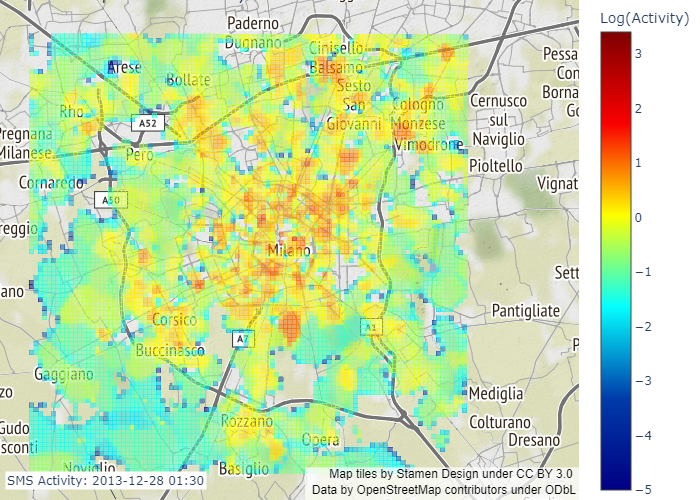 Log(Activity)
3
2
1
0
−1
−2
−3
−4
−5
Paderno
Dugnano
Cinisello
Balsamo
Arese
Bollate
Sesto
San
Giovanni
Cologno
Monzese
Cernusco
sul
Naviglio
Pessa
Con
Borna
Go
Rho
A52
Pregnana
Milanese
Pero
Vimodrone
Pioltello
Cornaredo
Vignat
A50
reggio
Milano
Sett
ano
Pantigliate
Corsico
A1
A7
P
Buccinasco
Gaggiano
zo
Mediglia
Rozzano
Colturano
Gudo
Dresano
sconti
Opera
Noviglio
Basiglio
SMS Activity: 2013-12-28 01:30
Map tiles by Stamen Design under CC BY 3.0
Data by OpenStreetMap contributors under ODbL